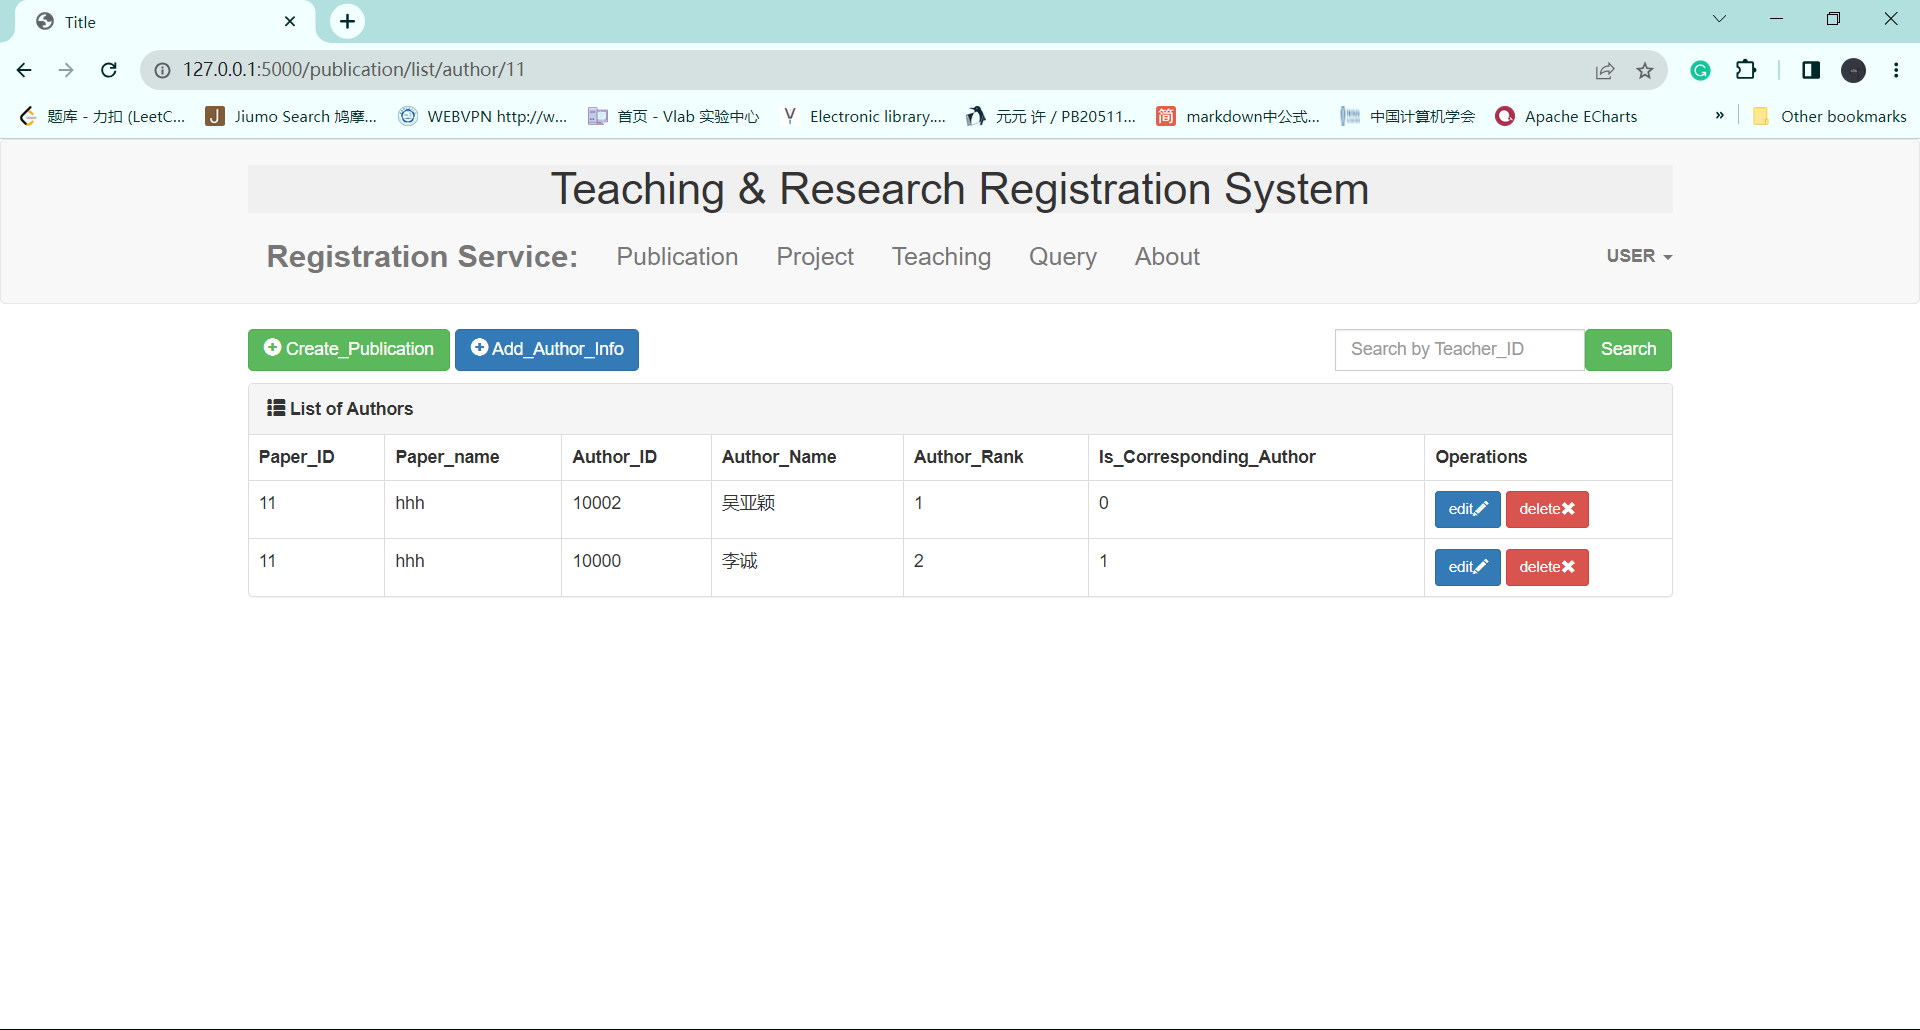 Title
127.0.0.1:5000/publication/list/author/11
题库 - 力扣 (LeetC... Jiumo Search 鸠摩... WEBVPN http://w... 首页 - Vlab 实验中心 Electronic library.... 元元 许 / PB20511... markdown中公式... 中国计算机学会 Apache ECharts » Other bookmarks
Teaching & Research Registration System
Registration Service: Publication Project Teaching Query About USER
Create_Publication Add_Author_Info Search by Teacher_ID Search
List of Authors
Paper_ID Paper_name Author_ID Author_Name Author_Rank Is_Corresponding_Author Operations
11 hhh 10002 吴亚颖 1 0 edit delete
11 hhh 10000 李诚 2 1 edit delete